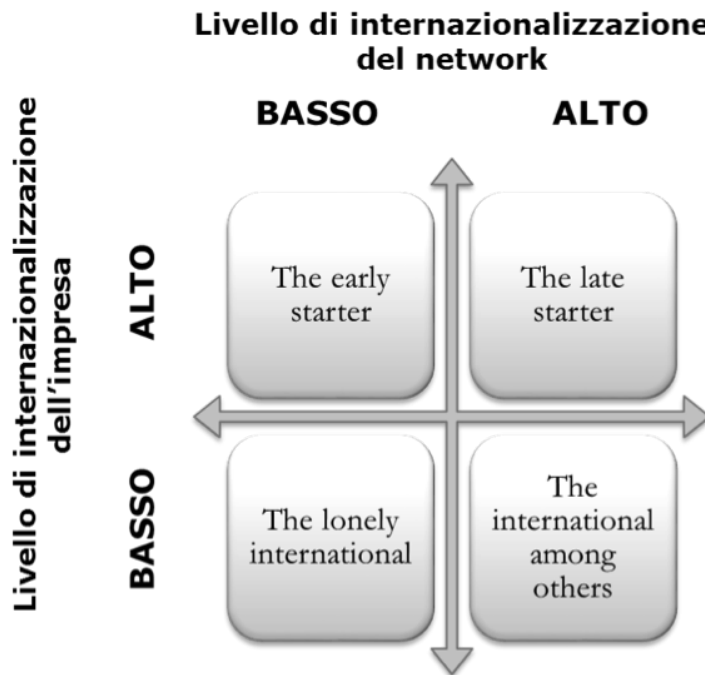 Livello di internazionalizzazione
del network
BASSO
ALTO
Livello di internazionalizzazione
dell'impresa
ALTO
The early
starter
The late
starter
BASSO
The lonely
international
The
international
among
others